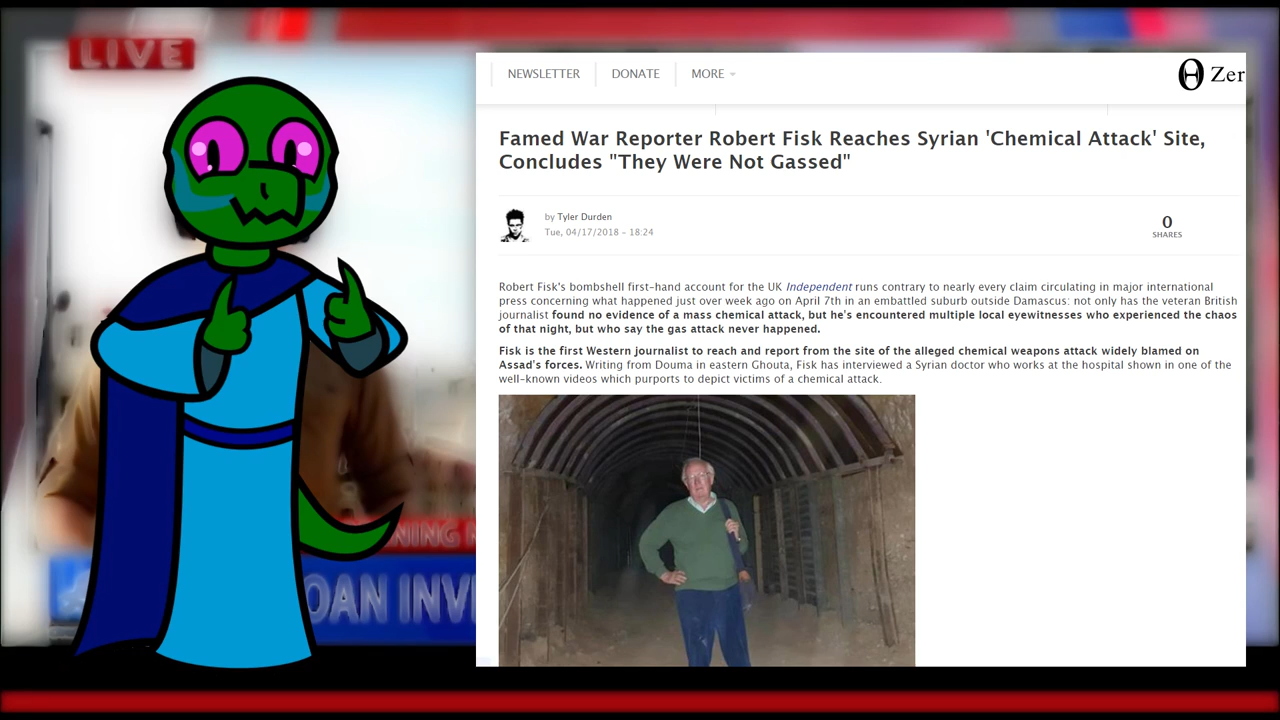 LIVE
NEWSLETTER
DONATE
MORE
Zer
Famed War Reporter Robert Fisk Reaches Syrian 'Chemical Attack' Site,
Concludes "They Were Not Gassed"
by Tyler Durden
Tue, 04/17/2018 – 18:24
0
SHARES
Robert Fisk's bombshell first-hand account for the UK Independent runs contrary to nearly every claim circulating in major international
press concerning what happened just over week ago on April 7th in an embattled suburb outside Damascus: not only has the veteran British
journalist found no evidence of a mass chemical attack, but he's encountered multiple local eyewitnesses who experienced the chaos
of that night, but who say the gas attack never happened.
Fisk is the first Western journalist to reach and report from the site of the alleged chemical weapons attack widely blamed on
Assad's forces. Writing from Douma in eastern Ghouta, Fisk has interviewed a Syrian doctor who works at the hospital shown in one of the
well-known videos which purports to depict victims of a chemical attack.
NING N
OAN INV